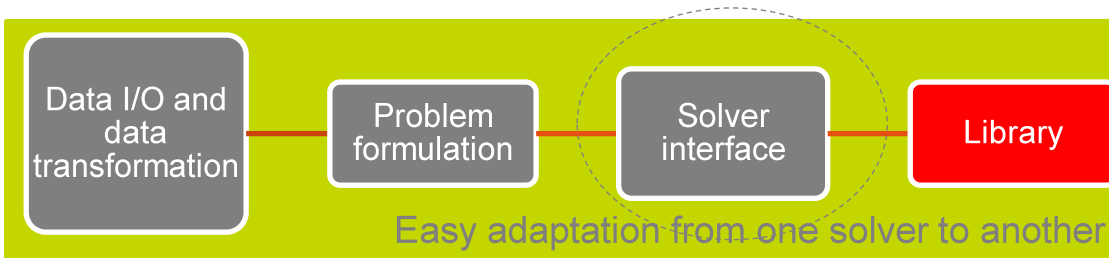 Data I/O and
data
transformation
Problem
formulation
Solver
interface
Library
Easy adaptation from one solver to another